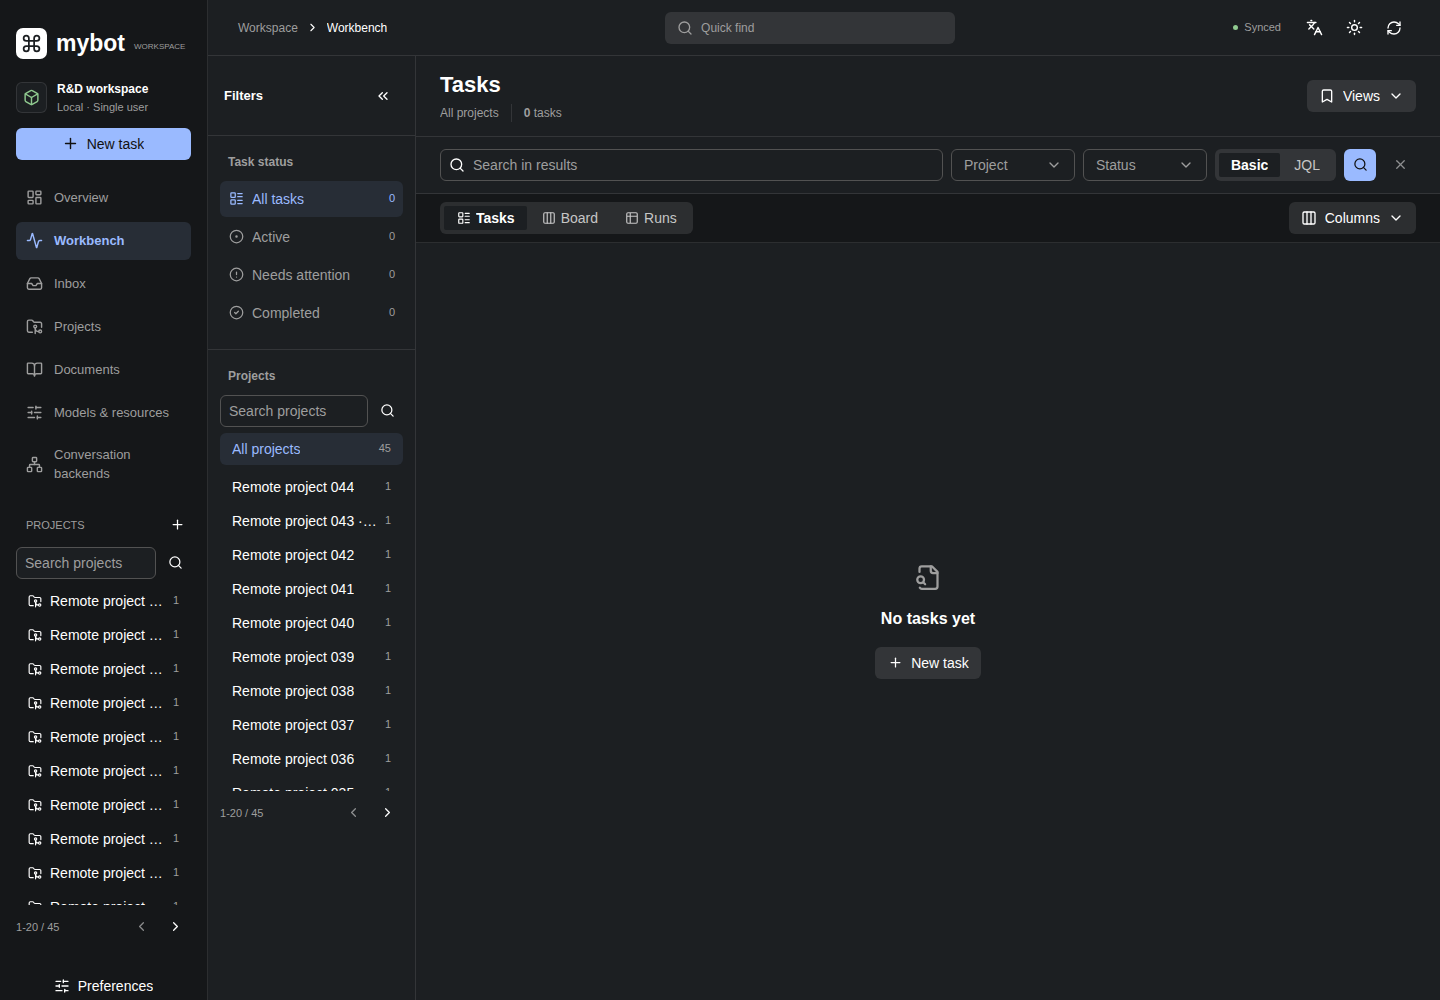 mybot WORKSPACE
R&D workspace
Local · Single user
New task
Overview
Workbench
Inbox
Projects
Documents
Models & resources
Conversation
backends
PROJECTS
Search projects
Remote project … 1
Remote project … 1
Remote project … 1
Remote project … 1
Remote project … 1
Remote project … 1
Remote project … 1
Remote project … 1
Remote project … 1
1-20 / 45
Preferences
Workspace Workbench
Quick find
Synced
Filters
Task status
All tasks 0
Active 0
Needs attention 0
Completed 0
Projects
Search projects
All projects 45
Remote project 044 1
Remote project 043 ·… 1
Remote project 042 1
Remote project 041 1
Remote project 040 1
Remote project 039 1
Remote project 038 1
Remote project 037 1
Remote project 036 1
1-20 / 45
Tasks
All projects 0 tasks
Views
Search in results
Project
Status
Basic JQL
Tasks Board Runs
Columns
No tasks yet
New task